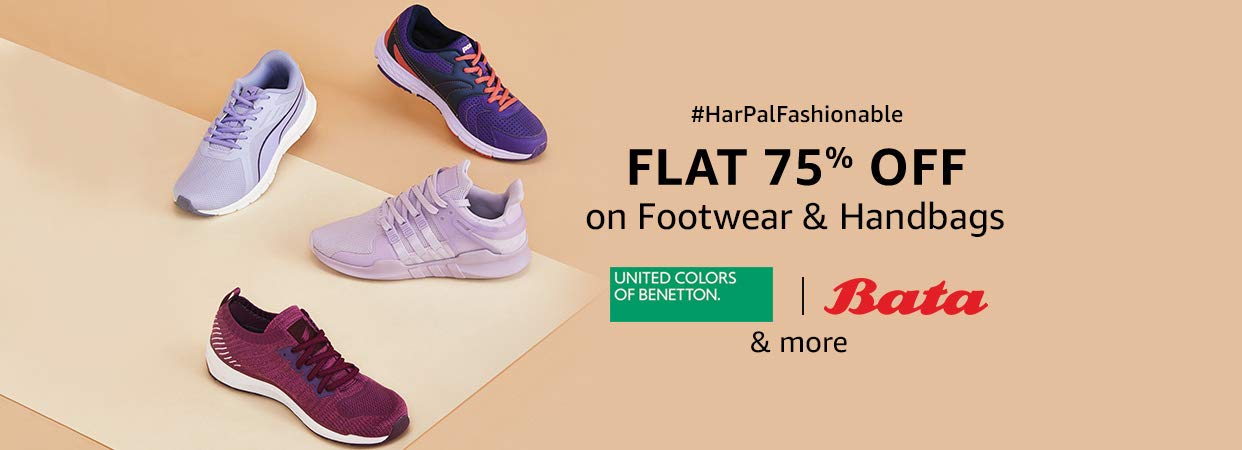 #HarPalFashionable
FLAT 75% OFF
on Footwear & Handbags
UNITED COLORS
OF BENETTON.
| Bata
& more